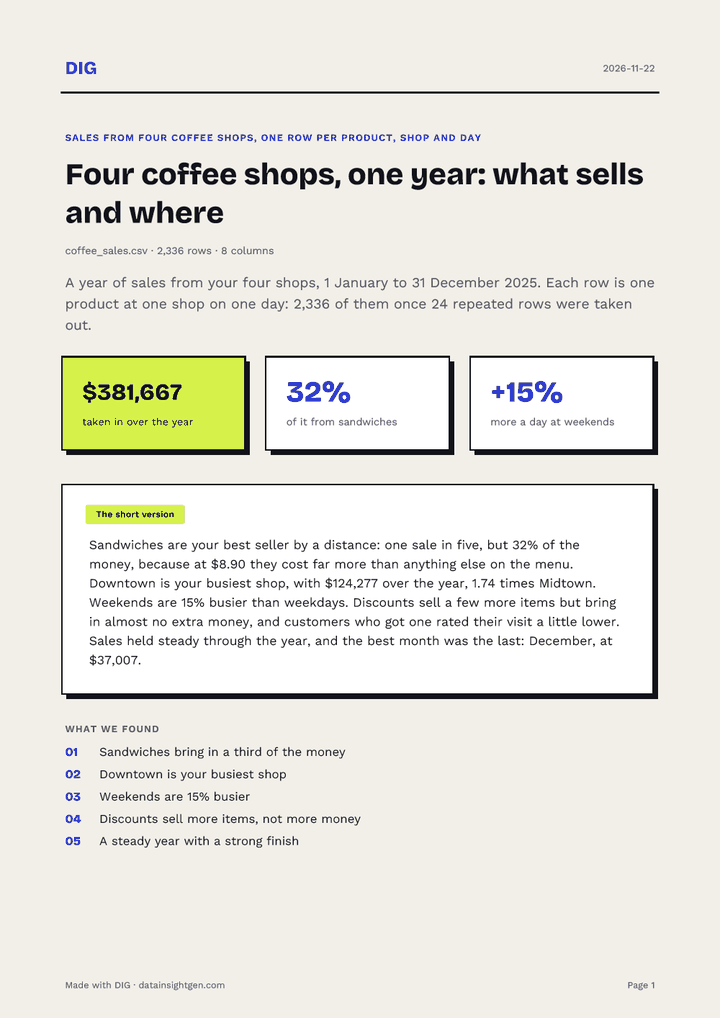 DIG
2026-11-22
SALES FROM FOUR COFFEE SHOPS, ONE ROW PER PRODUCT, SHOP AND DAY
Four coffee shops, one year: what sells
and where
coffee_sales.csv · 2,336 rows · 8 columns
A year of sales from your four shops, 1 January to 31 December 2025. Each row is one
product at one shop on one day: 2,336 of them once 24 repeated rows were taken
out.
$381,667
taken in over the year
32%
of it from sandwiches
+15%
more a day at weekends
The short version
Sandwiches are your best seller by a distance: one sale in five, but 32% of the
money, because at $8.90 they cost far more than anything else on the menu.
Downtown is your busiest shop, with $124,277 over the year, 1.74 times Midtown.
Weekends are 15% busier than weekdays. Discounts sell a few more items but bring
in almost no extra money, and customers who got one rated their visit a little lower.
Sales held steady through the year, and the best month was the last: December, at
$37,007.
WHAT WE FOUND
01 Sandwiches bring in a third of the money
02 Downtown is your busiest shop
03 Weekends are 15% busier
04 Discounts sell more items, not more money
05 A steady year with a strong finish
Made with DIG · datainsightgen.com
Page 1